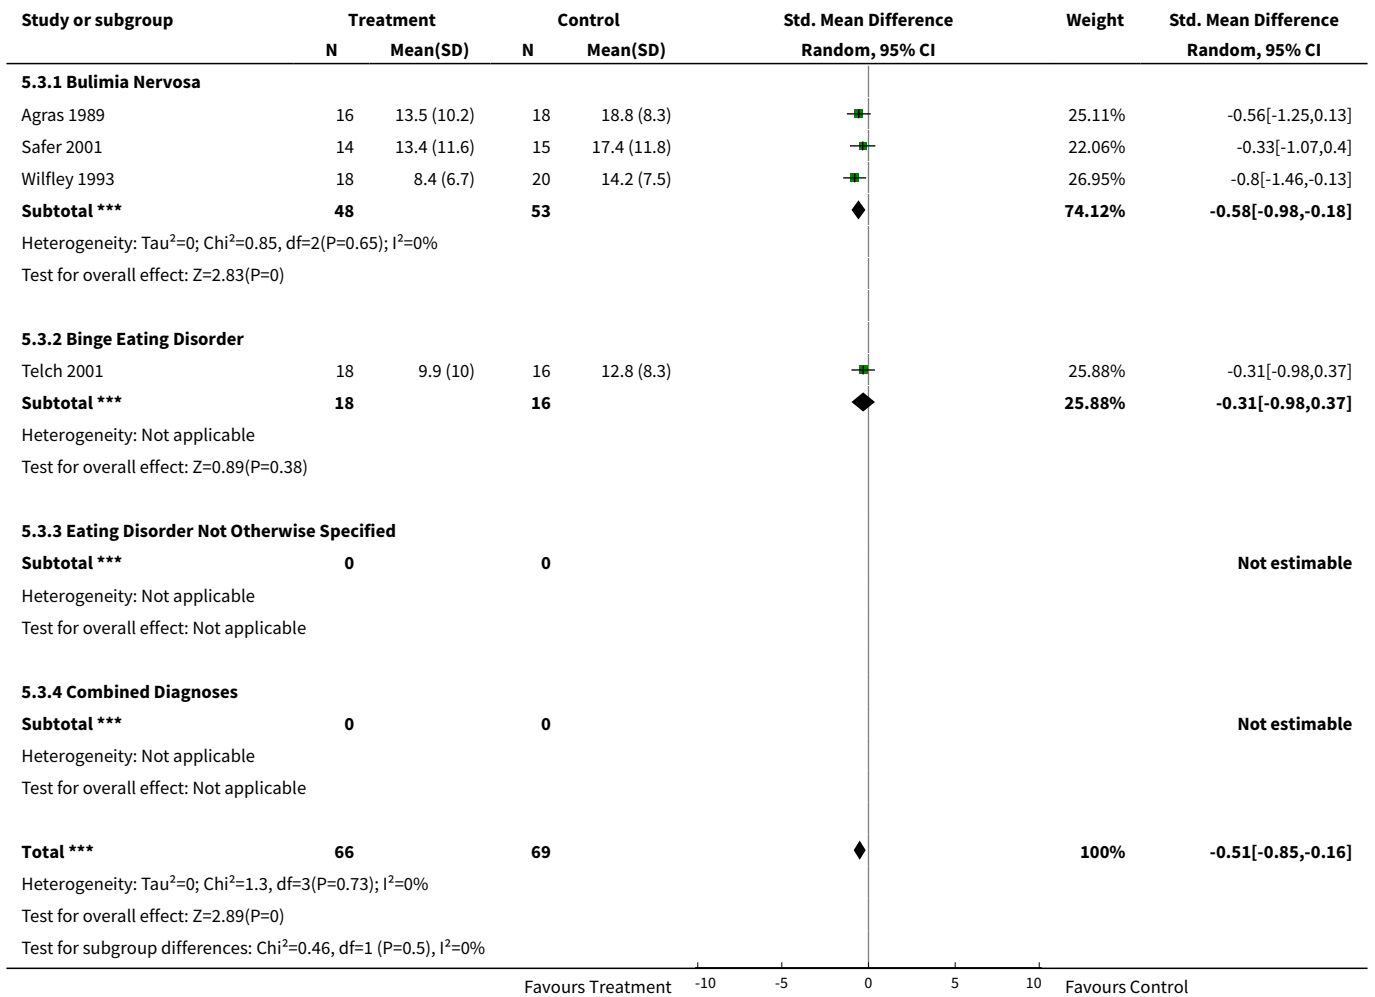 Study or subgroup Treatment Control Std. Mean Difference Weight Std. Mean Difference
N Mean(SD) N Mean(SD) Random, 95% CI Random, 95% CI
5.3.1 Bulimia Nervosa
Agras 1989 16 13.5 (10.2) 18 18.8 (8.3) 25.11% -0.56[-1.25,0.13]
Safer 2001 14 13.4 (11.6) 15 17.4 (11.8) 22.06% -0.33[-1.07,0.4]
Wilfley 1993 18 8.4 (6.7) 20 14.2 (7.5) 26.95% -0.8[-1.46,-0.13]
Subtotal *** 48 53 74.12% -0.58[-0.98,-0.18]
Heterogeneity: Tau²=0; Chi²=0.85, df=2(P=0.65); I²=0%
Test for overall effect: Z=2.83(P=0)
5.3.2 Binge Eating Disorder
Telch 2001 18 9.9 (10) 16 12.8 (8.3) 25.88% -0.31[-0.98,0.37]
Subtotal *** 18 16 25.88% -0.31[-0.98,0.37]
Heterogeneity: Not applicable
Test for overall effect: Z=0.89(P=0.38)
5.3.3 Eating Disorder Not Otherwise Specified
Subtotal *** 0 0 Not estimable
Heterogeneity: Not applicable
Test for overall effect: Not applicable
5.3.4 Combined Diagnoses
Subtotal *** 0 0 Not estimable
Heterogeneity: Not applicable
Test for overall effect: Not applicable
Total *** 66 69 100% -0.51[-0.85,-0.16]
Heterogeneity: Tau²=0; Chi²=1.3, df=3(P=0.73); I²=0%
Test for overall effect: Z=2.89(P=0)
Test for subgroup differences: Chi²=0.46, df=1 (P=0.5), I²=0%
Favours Treatment -10 -5 0 5 10 Favours Control